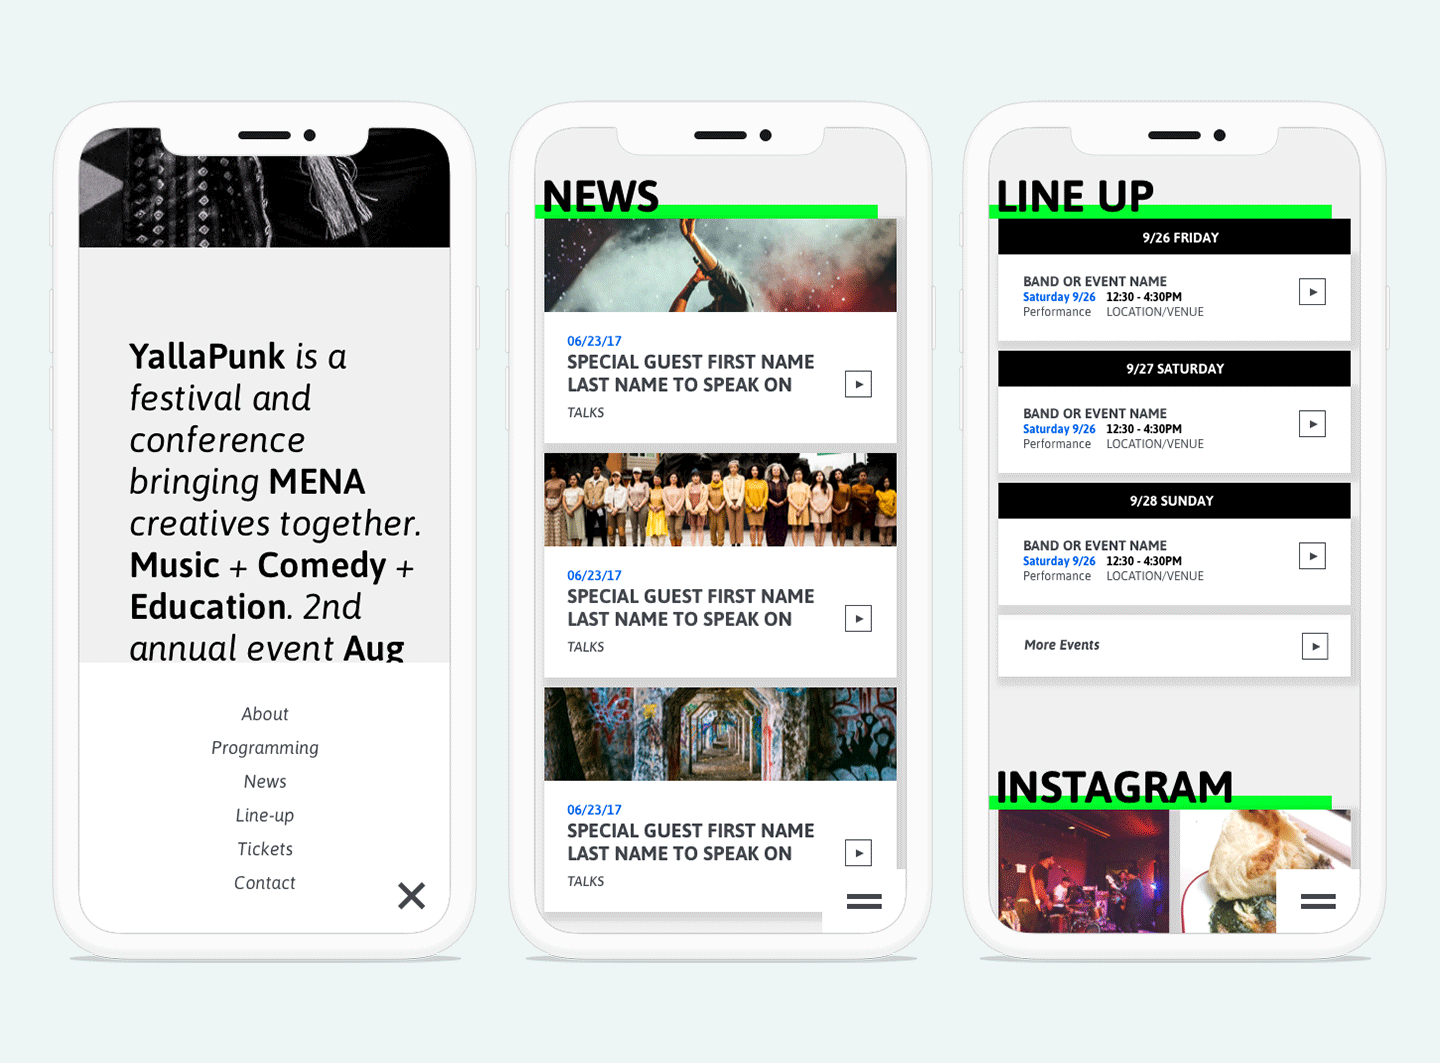 YallaPunk is a
festival and
conference
bringing MENA
creatives together.
Music + Comedy +
Education. 2nd
annual event Aug
About
Programming
News
Line-up
Tickets
Contact
NEWS
06/23/17
SPECIAL GUEST FIRST NAME
LAST NAME TO SPEAK ON
TALKS
06/23/17
SPECIAL GUEST FIRST NAME
LAST NAME TO SPEAK ON
TALKS
06/23/17
SPECIAL GUEST FIRST NAME
LAST NAME TO SPEAK ON
TALKS
LINE UP
9/26 FRIDAY
BAND OR EVENT NAME
Saturday 9/26 12:30 - 4:30PM
Performance LOCATION/VENUE
9/27 SATURDAY
BAND OR EVENT NAME
Saturday 9/26 12:30 - 4:30PM
Performance LOCATION/VENUE
9/28 SUNDAY
BAND OR EVENT NAME
Saturday 9/26 12:30 - 4:30PM
Performance LOCATION/VENUE
More Events
INSTAGRAM